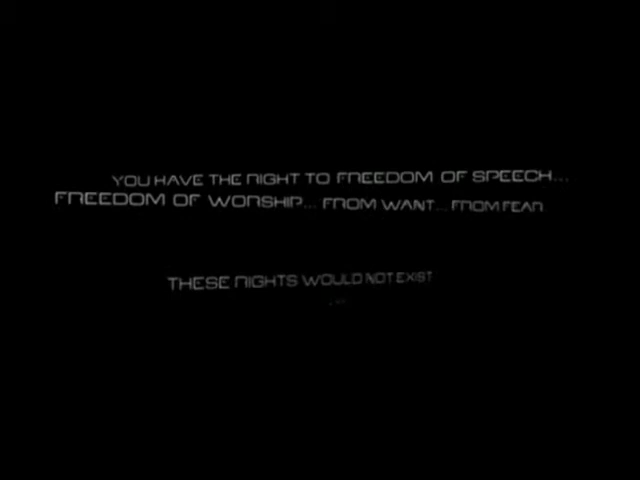 YOU HAVE THE RIGHT TO FREEDOM OF SPEECH...
FREEDOM OF WORSHIP... FROM WANT... FROM FEAR
THESE RIGHTS WOULD NOT EXIST